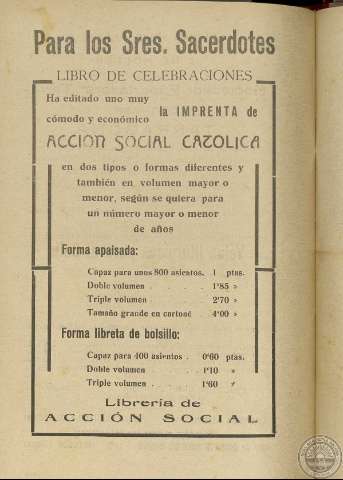 Para los Sres. Sacerdotes
LIBRO DE CELEBRACIONES
Ha editado uno muy
cómodo y económico la IMPRENTA de
ACCION SOCIAL CATOLICA
en dos tipos o formas diferentes y
también en volumen mayor o
menor, según se quiera para
un número mayor o menor
de años
Forma apaisada:
Capaz para unos 800 asientos. 1 ptas.
Doble volumen . . . . 1'85 »
Triple volumen . . . . 2'70 »
Tamaño grande en cartoné 4'00 »
Forma libreta de bolsillo:
Capaz para 400 asientos . 0'60 ptas.
Doble volumen . . . 1'10 »
Triple volumen . . . 1'60 »
Librería de
ACCIÓN SOCIAL